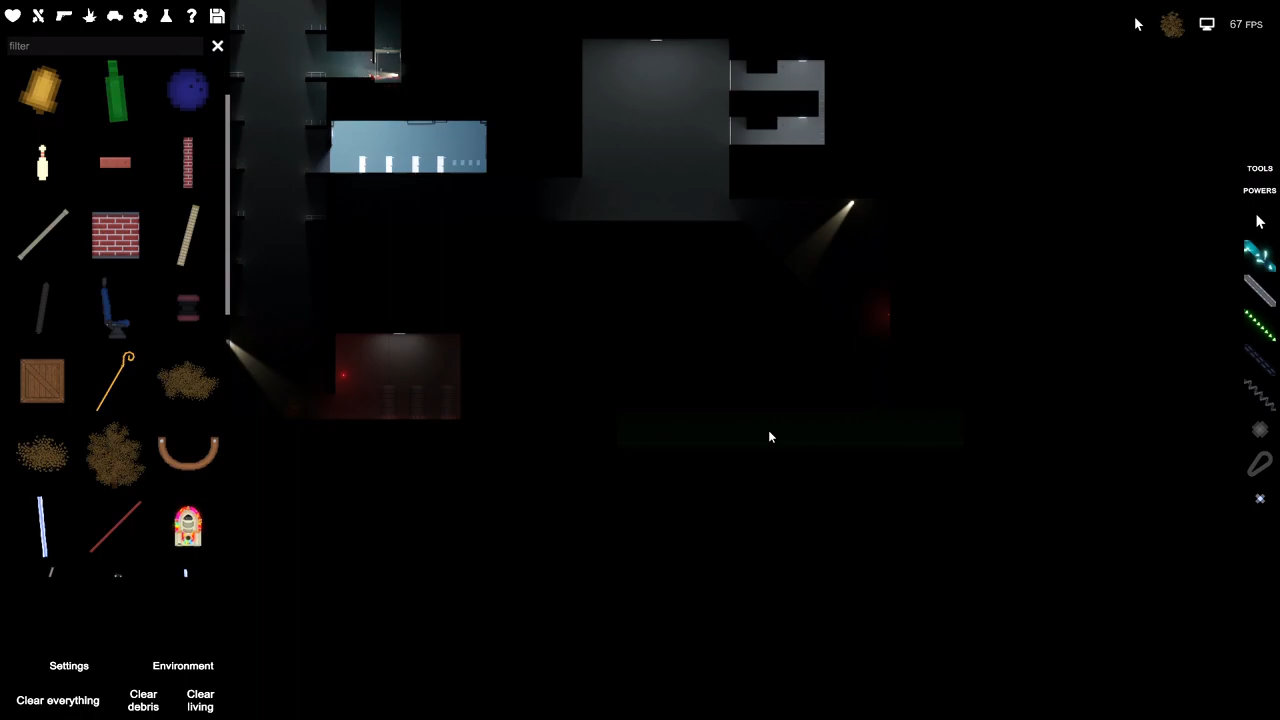 67 FPS
filter
TOOLS
POWERS
Settings
Environment
Clear everything
Clear
debris
Clear
living